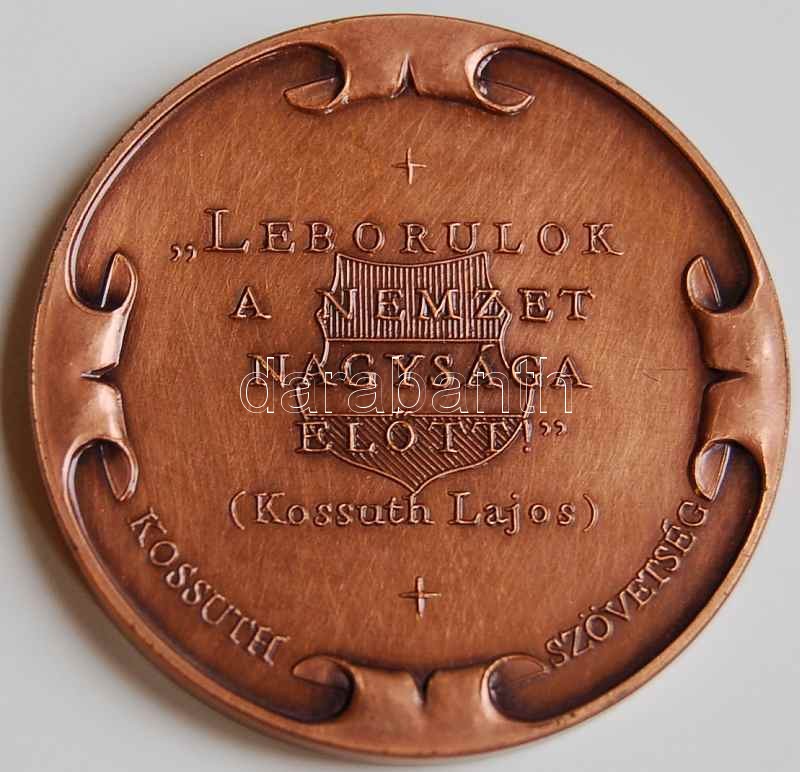 „LEBORULOK
A NEMZET
NAGYSÁGA
ELŐTT!”
(Kossuth Lajos)
KOSSUTH SZÖVETSÉG
darabanth